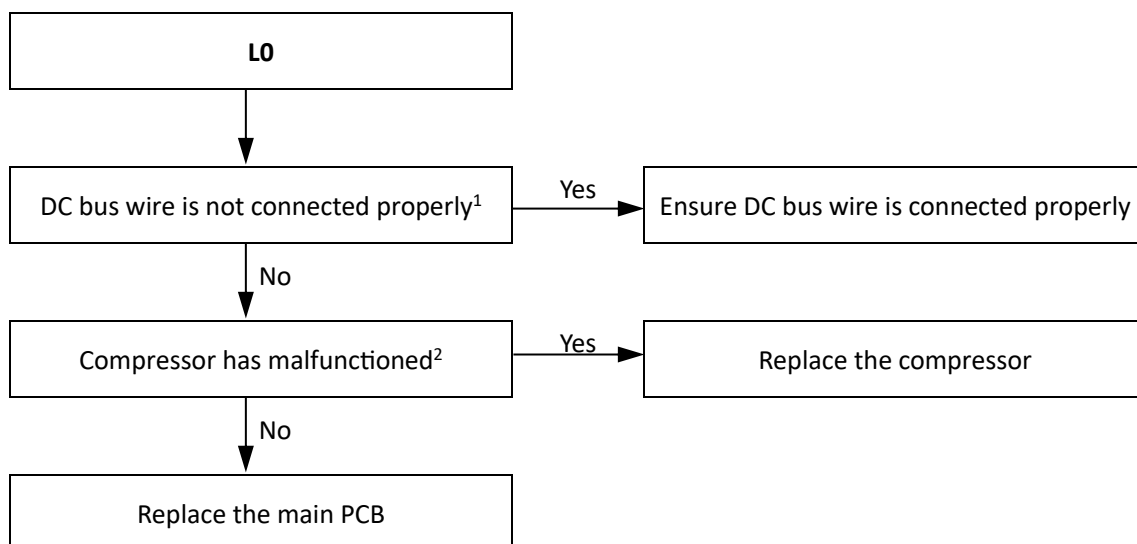 L0
DC bus wire is not connected properly¹
Yes
Ensure DC bus wire is connected properly
No
Compressor has malfunctioned²
Yes
Replace the compressor
No
Replace the main PCB